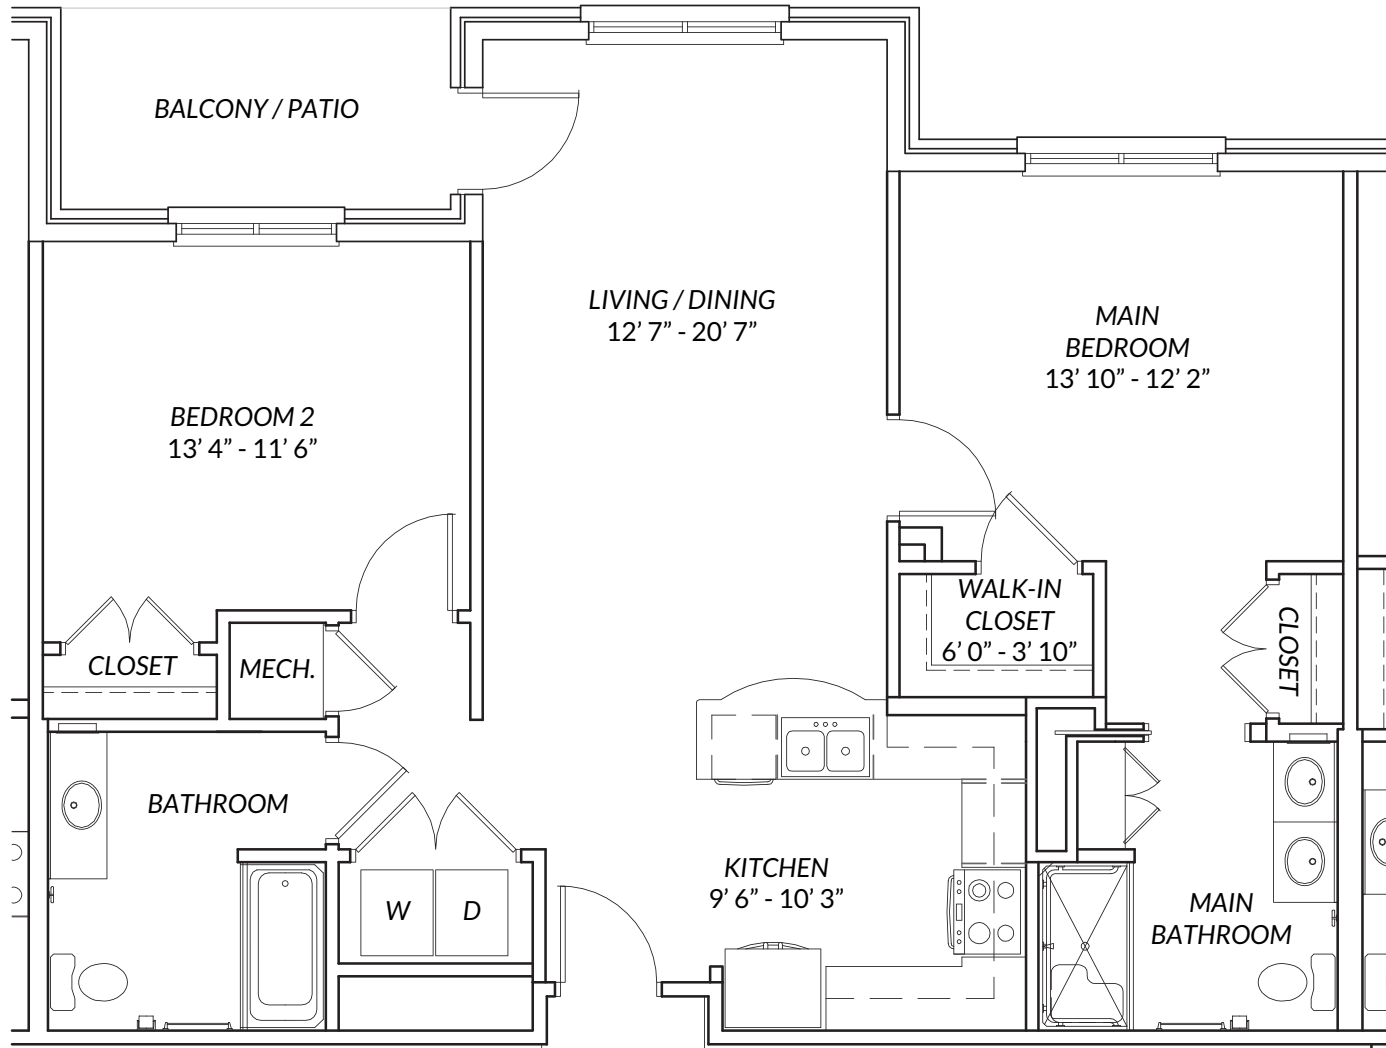 BALCONY / PATIO
LIVING / DINING
12’ 7” - 20’ 7”
MAIN
BEDROOM
13’ 10” - 12’ 2”
BEDROOM 2
13’ 4” - 11’ 6”
WALK-IN
CLOSET
6’ 0” - 3’ 10”
CLOSET
CLOSET
MECH.
BATHROOM
KITCHEN
9’ 6” - 10’ 3”
W
D
MAIN
BATHROOM